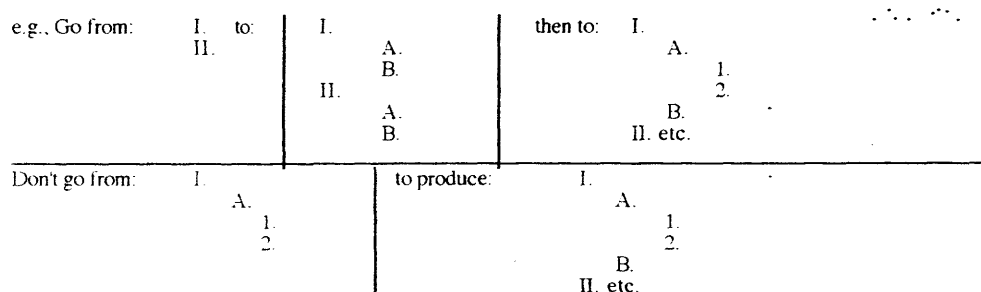 e.g., Go from: I. to: I. then to: I.
II. A. A.
B. 1.
II. 2.
A. B.
B. II. etc.
Don't go from: I. to produce: I.
A. A.
1. 1.
2. 2.
B.
II. etc.